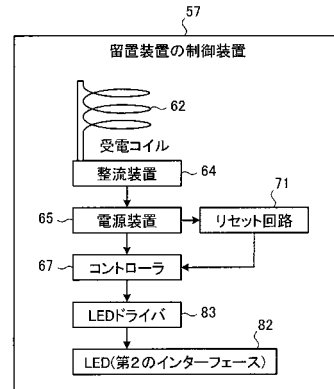 57
留置装置の制御装置
62
受電コイル
整流装置
64
71
65
電源装置
リセット回路
67
コントローラ
LEDドライバ
83
82
LED(第2のインターフェース)